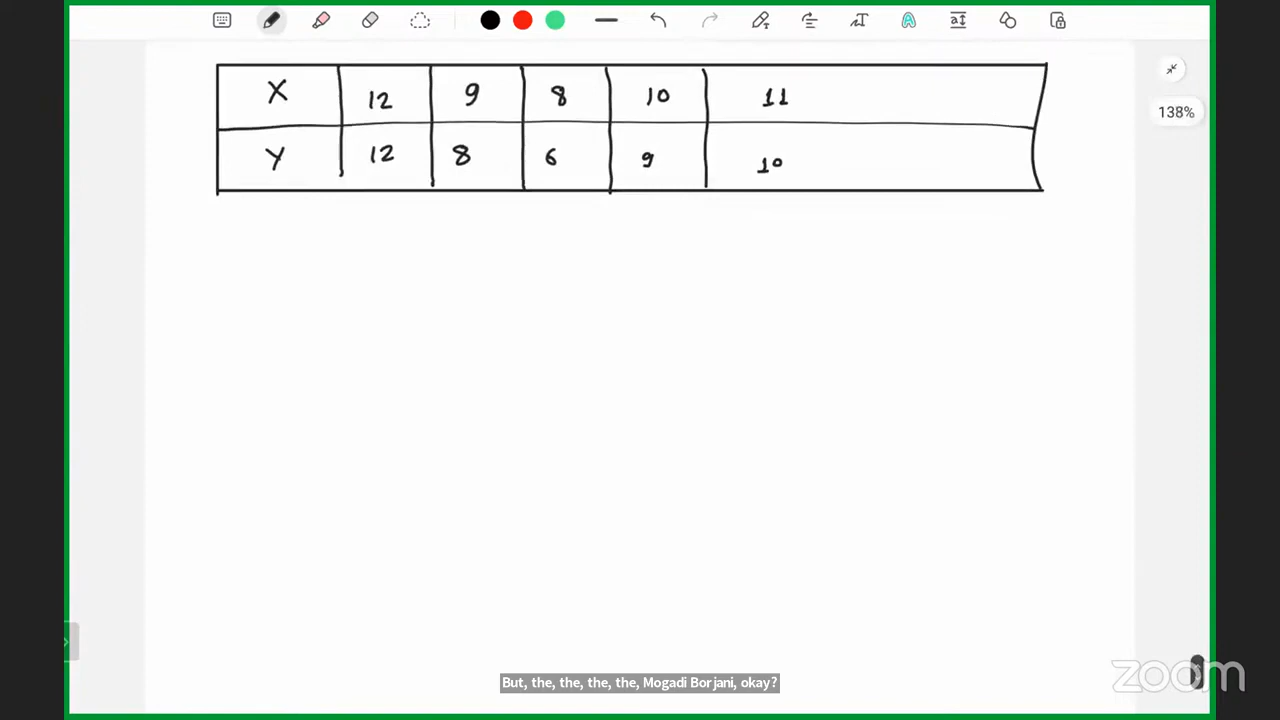 138%
X 12 9 8 10 11
Y 12 8 6 9 10
But, the, the, the, the, Mogadi Borjani, okay?
zoom